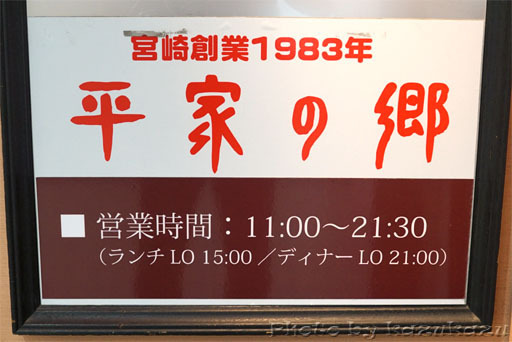 宮崎創業1983年
平家の郷
■ 営業時間：11:00～21:30
（ランチ LO 15:00 ／ディナー LO 21:00）
Photo by kazukazu